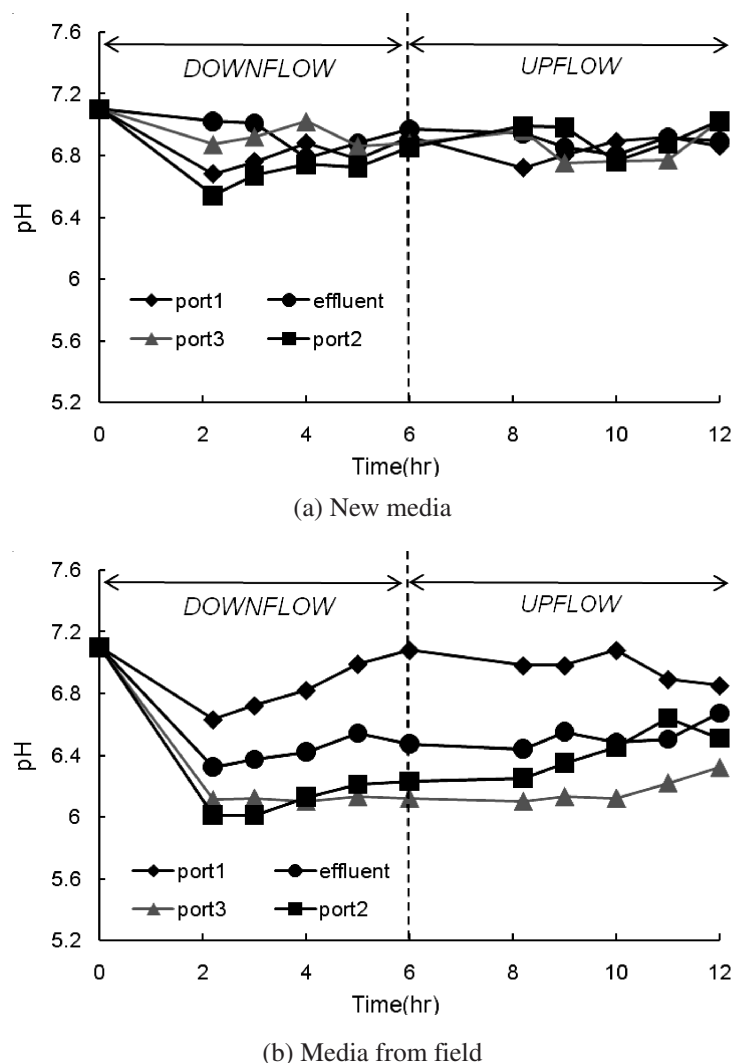 7.6
DOWNFLOW UPFLOW
7.2
6.8
6.4
pH
6
port1 effluent
5.6
port3 port2
5.2
0 2 4 6 8 10 12
Time(hr)
(a) New media
7.6
DOWNFLOW UPFLOW
7.2
6.8
6.4
pH
6
port1 effluent
5.6
port3 port2
5.2
0 2 4 6 8 10 12
Time(hr)
(b) Media from field